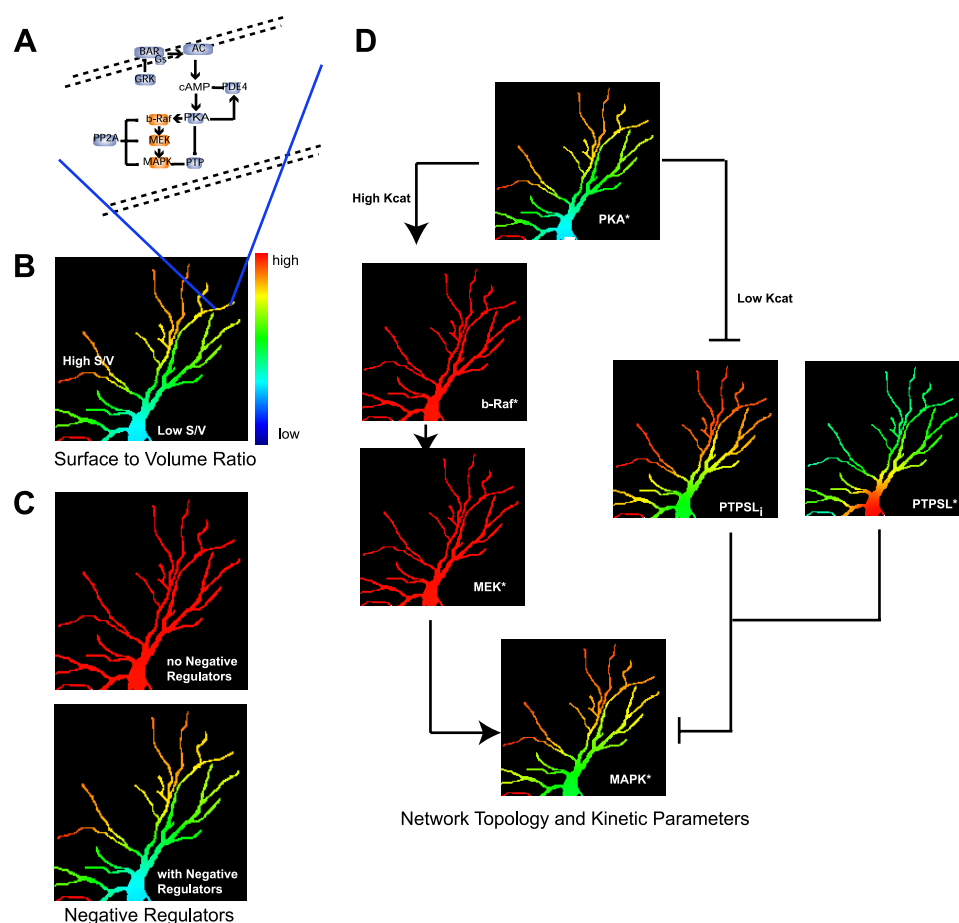 A
BAR
Gs
AC
GRK
cAMP
PDE4
b-Raf
PKA
PP2A
MEK
MAPK
PTP
B
high
High S/V
Low S/V
low
Surface to Volume Ratio
C
no Negative
Regulators
with Negative
Regulators
Negative Regulators
D
High Kcat
PKA*
Low Kcat
b-Raf*
PTPSLi
PTPSL*
MEK*
MAPK*
Network Topology and Kinetic Parameters